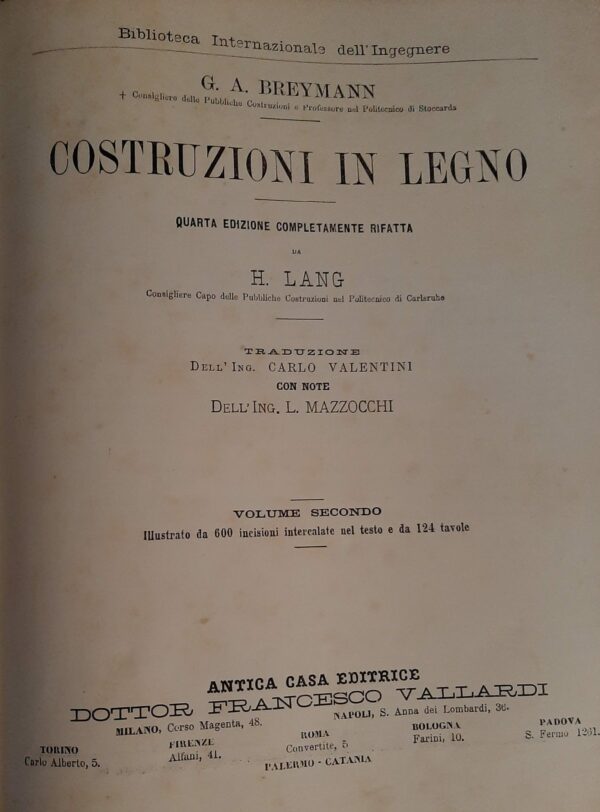 Biblioteca Internazionale dell'Ingegnere
G. A. BREYMANN
† Consigliere delle Pubbliche Costruzioni e Professore nel Politecnico di Stoccarda
COSTRUZIONI IN LEGNO
QUARTA EDIZIONE COMPLETAMENTE RIFATTA
DA
H. LANG
Consigliere Capo delle Pubbliche Costruzioni nel Politecnico di Carlsruhe
TRADUZIONE
DELL' ING. CARLO VALENTINI
CON NOTE
DELL'ING. L. MAZZOCCHI
VOLUME SECONDO
Illustrato da 600 incisioni intercalate nel testo e da 124 tavole
ANTICA CASA EDITRICE
DOTTOR FRANCESCO VALLARDI
MILANO, Corso Magenta, 48. NAPOLI, S. Anna dei Lombardi, 36.
TORINO FIRENZE ROMA BOLOGNA PADOVA
Carlo Alberto, 5. Alfani, 41. Convertite, 5 Farini, 10. S. Fermo 1261.
PALERMO - CATANIA